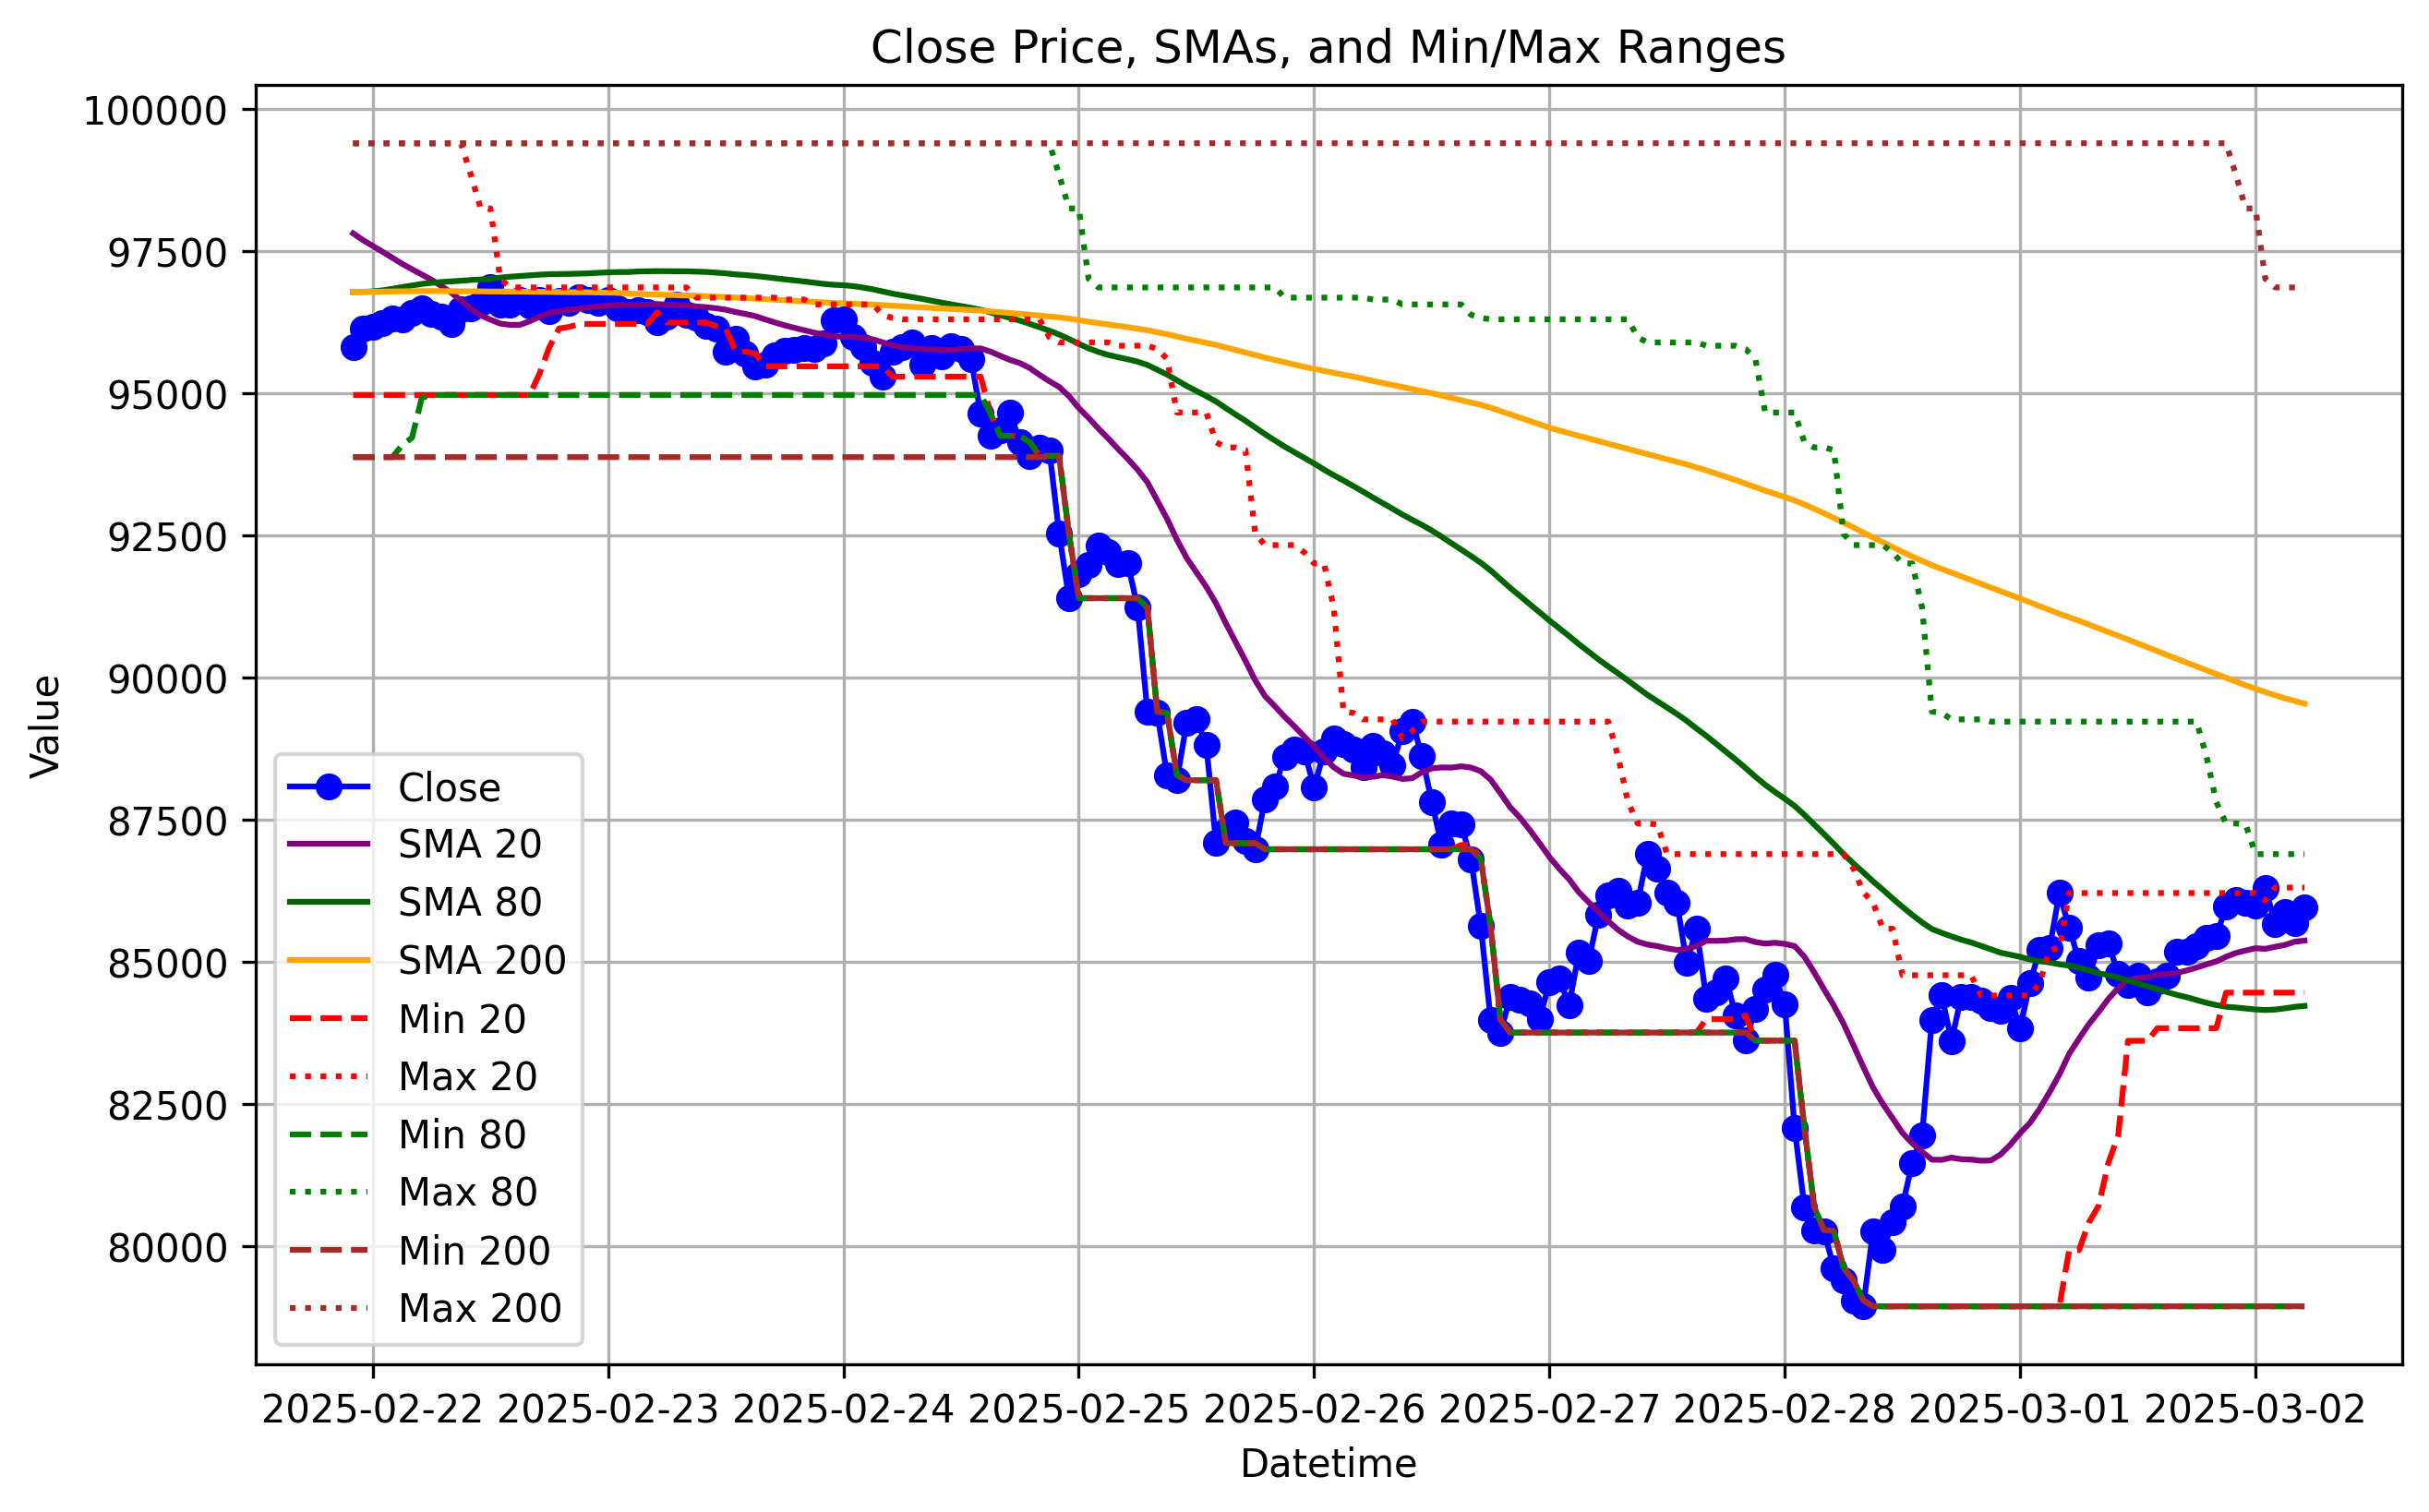 Close Price, SMAs, and Min/Max Ranges
100000
97500
95000
92500
90000
87500
85000
82500
80000
Value
Close
SMA 20
SMA 80
SMA 200
Min 20
Max 20
Min 80
Max 80
Min 200
Max 200
2025-02-22 2025-02-23 2025-02-24 2025-02-25 2025-02-26 2025-02-27 2025-02-28 2025-03-01 2025-03-02
Datetime